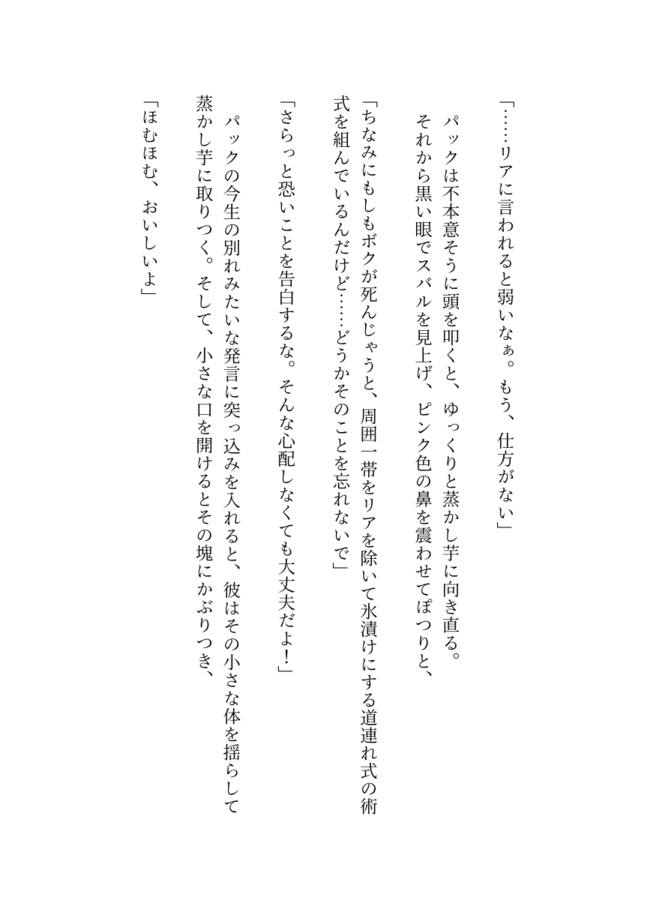 「……リアに言われると弱いなぁ。もう、仕方がない」
パックは不本意そうに頭を叩くと、ゆっくりと蒸かし芋に向き直る。
それから黒い眼でスバルを見上げ、ピンク色の鼻を震わせてぽつりと、
「ちなみにもしもボクが死んじゃうと、周囲一帯をリアを除いて氷漬けにする道連れ式の術
式を組んでいるんだけど……どうかそのことを忘れないで」
「さらっと恐いことを告白するな。そんな心配しなくても大丈夫だよ！」
パックの今生の別れみたいな発言に突っ込みを入れると、彼はその小さな体を揺らして
蒸かし芋に取りつく。そして、小さな口を開けるとその塊にかぶりつき、
「ほむほむ、おいしいよ」